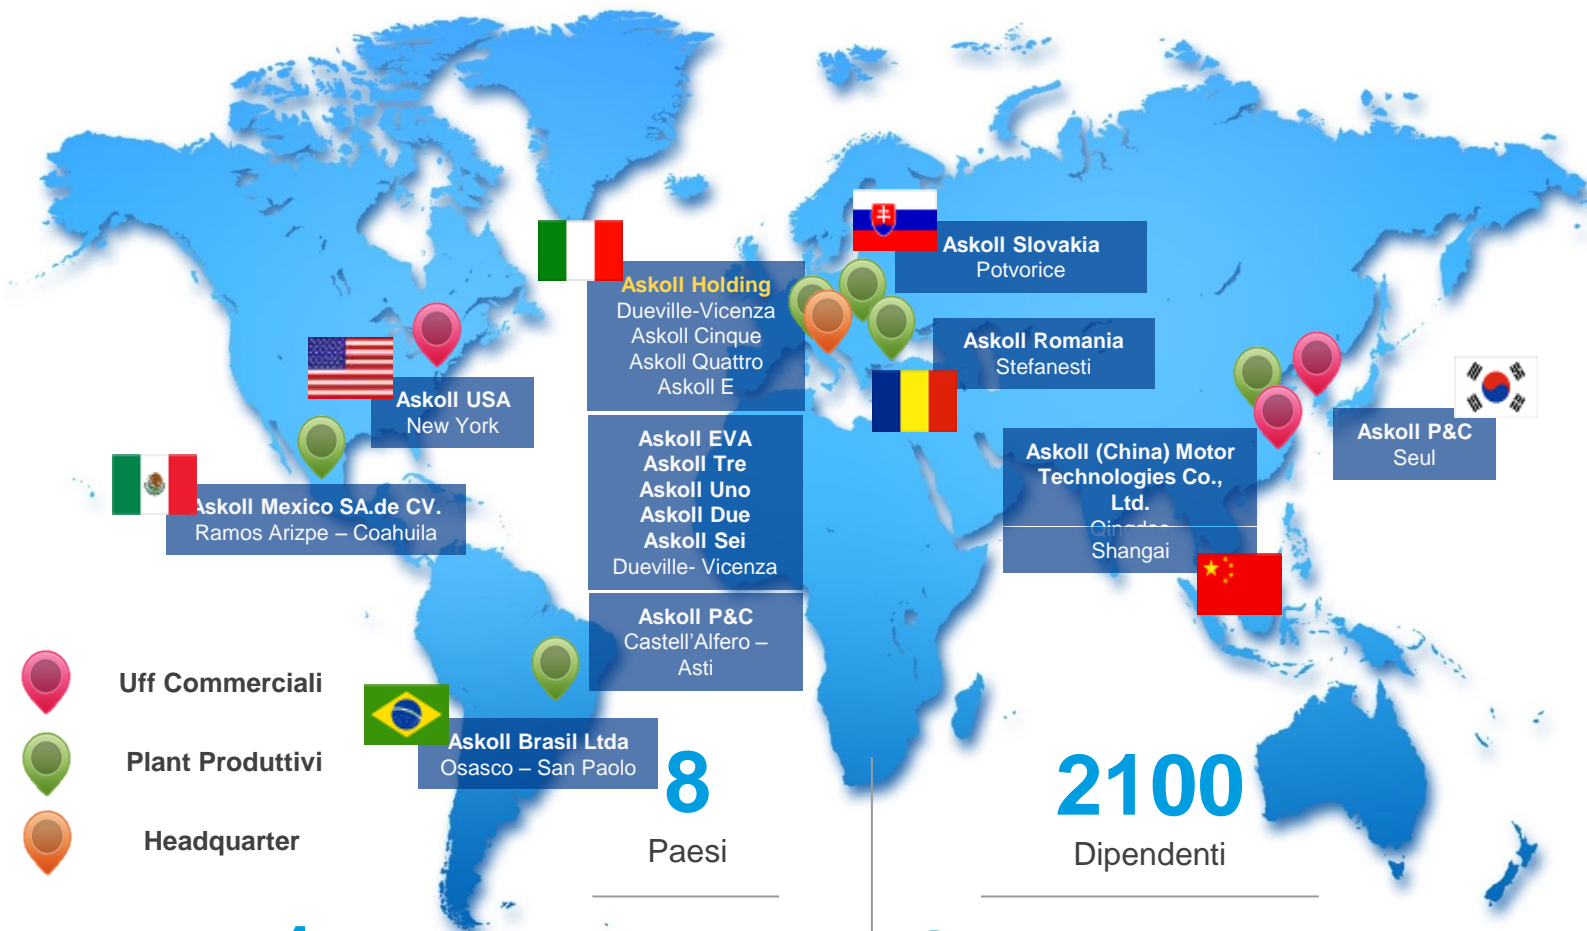 Askoll Slovakia
Potvorice
Askoll Holding
Dueville-Vicenza
Askoll Cinque
Askoll Quattro
Askoll E
Askoll Romania
Stefanesti
Askoll USA
New York
Askoll EVA
Askoll Tre
Askoll Uno
Askoll Due
Askoll Sei
Dueville- Vicenza
Askoll (China) Motor
Technologies Co.,
Ltd.
Shangai
Askoll P&C
Seul
Askoll Mexico SA.de CV.
Ramos Arizpe – Coahuila
Askoll P&C
Castell’Alfero –
Asti
Askoll Brasil Ltda
Osasco – San Paolo
Uff Commerciali
Plant Produttivi
Headquarter
8
Paesi
2100
Dipendenti